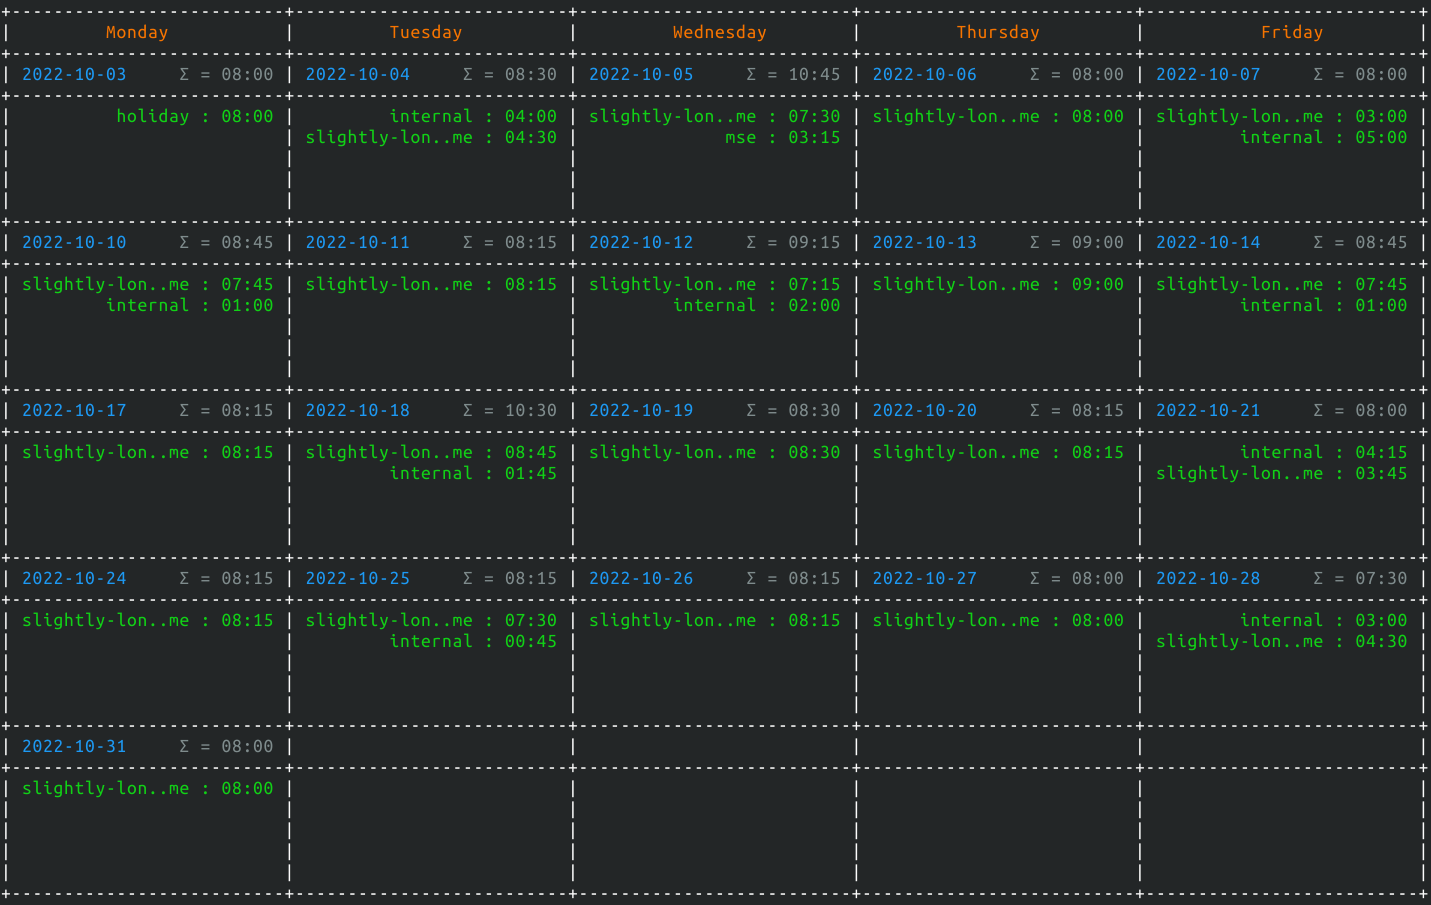 Monday Tuesday Wednesday Thursday Friday
2022-10-03 Σ = 08:00 2022-10-04 Σ = 08:30 2022-10-05 Σ = 10:45 2022-10-06 Σ = 08:00 2022-10-07 Σ = 08:00
holiday : 08:00 internal : 04:00 slightly-lon..me : 07:30 slightly-lon..me : 08:00 slightly-lon..me : 03:00
slightly-lon..me : 04:30 mse : 03:15 internal : 05:00
2022-10-10 Σ = 08:45 2022-10-11 Σ = 08:15 2022-10-12 Σ = 09:15 2022-10-13 Σ = 09:00 2022-10-14 Σ = 08:45
slightly-lon..me : 07:45 slightly-lon..me : 08:15 slightly-lon..me : 07:15 slightly-lon..me : 09:00 slightly-lon..me : 07:45
internal : 01:00 internal : 02:00 internal : 01:00
2022-10-17 Σ = 08:15 2022-10-18 Σ = 10:30 2022-10-19 Σ = 08:30 2022-10-20 Σ = 08:15 2022-10-21 Σ = 08:00
slightly-lon..me : 08:15 slightly-lon..me : 08:45 slightly-lon..me : 08:30 slightly-lon..me : 08:15 internal : 04:15
internal : 01:45 slightly-lon..me : 03:45
2022-10-24 Σ = 08:15 2022-10-25 Σ = 08:15 2022-10-26 Σ = 08:15 2022-10-27 Σ = 08:00 2022-10-28 Σ = 07:30
slightly-lon..me : 08:15 slightly-lon..me : 07:30 slightly-lon..me : 08:15 slightly-lon..me : 08:00 internal : 03:00
internal : 00:45 slightly-lon..me : 04:30
2022-10-31 Σ = 08:00
slightly-lon..me : 08:00